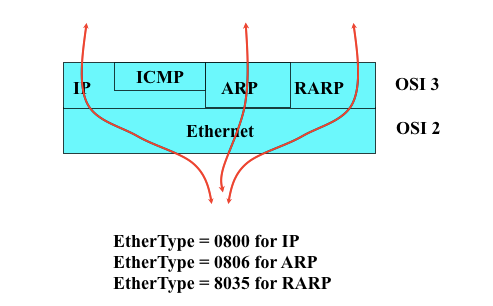 ICMP
IP
ARP
RARP
OSI 3
Ethernet
OSI 2
EtherType = 0800 for IP
EtherType = 0806 for ARP
EtherType = 8035 for RARP